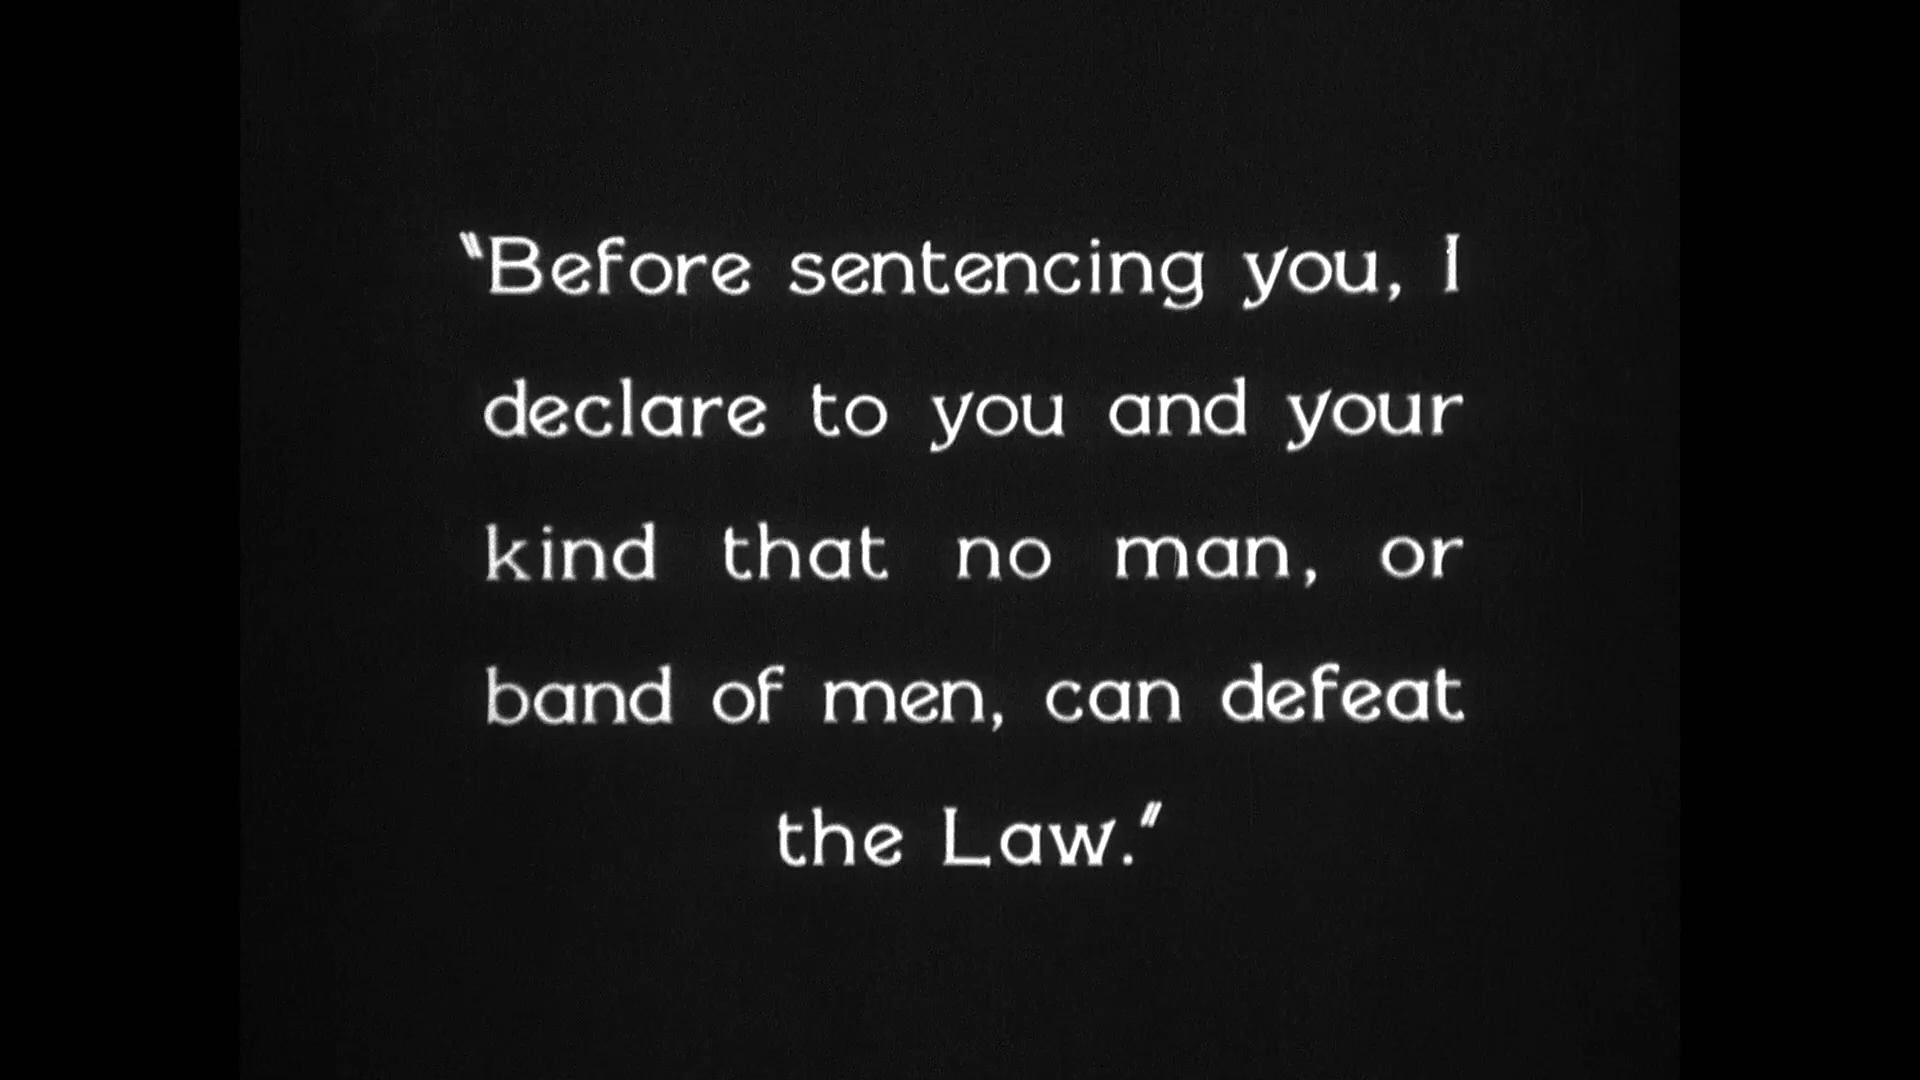 "Before sentencing you, I
declare to you and your
kind that no man, or
band of men, can defeat
the Law."